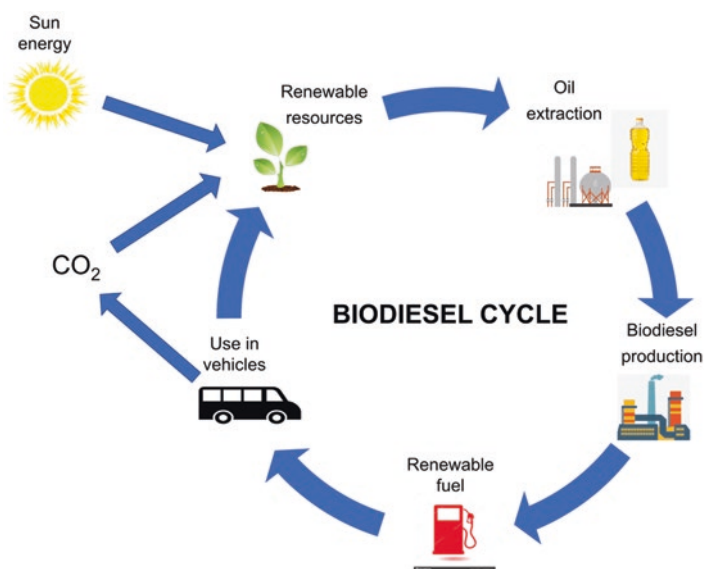 Sun
energy
Renewable
resources
Oil
extraction
CO₂
BIODIESEL CYCLE
Use in
vehicles
Biodiesel
production
Renewable
fuel